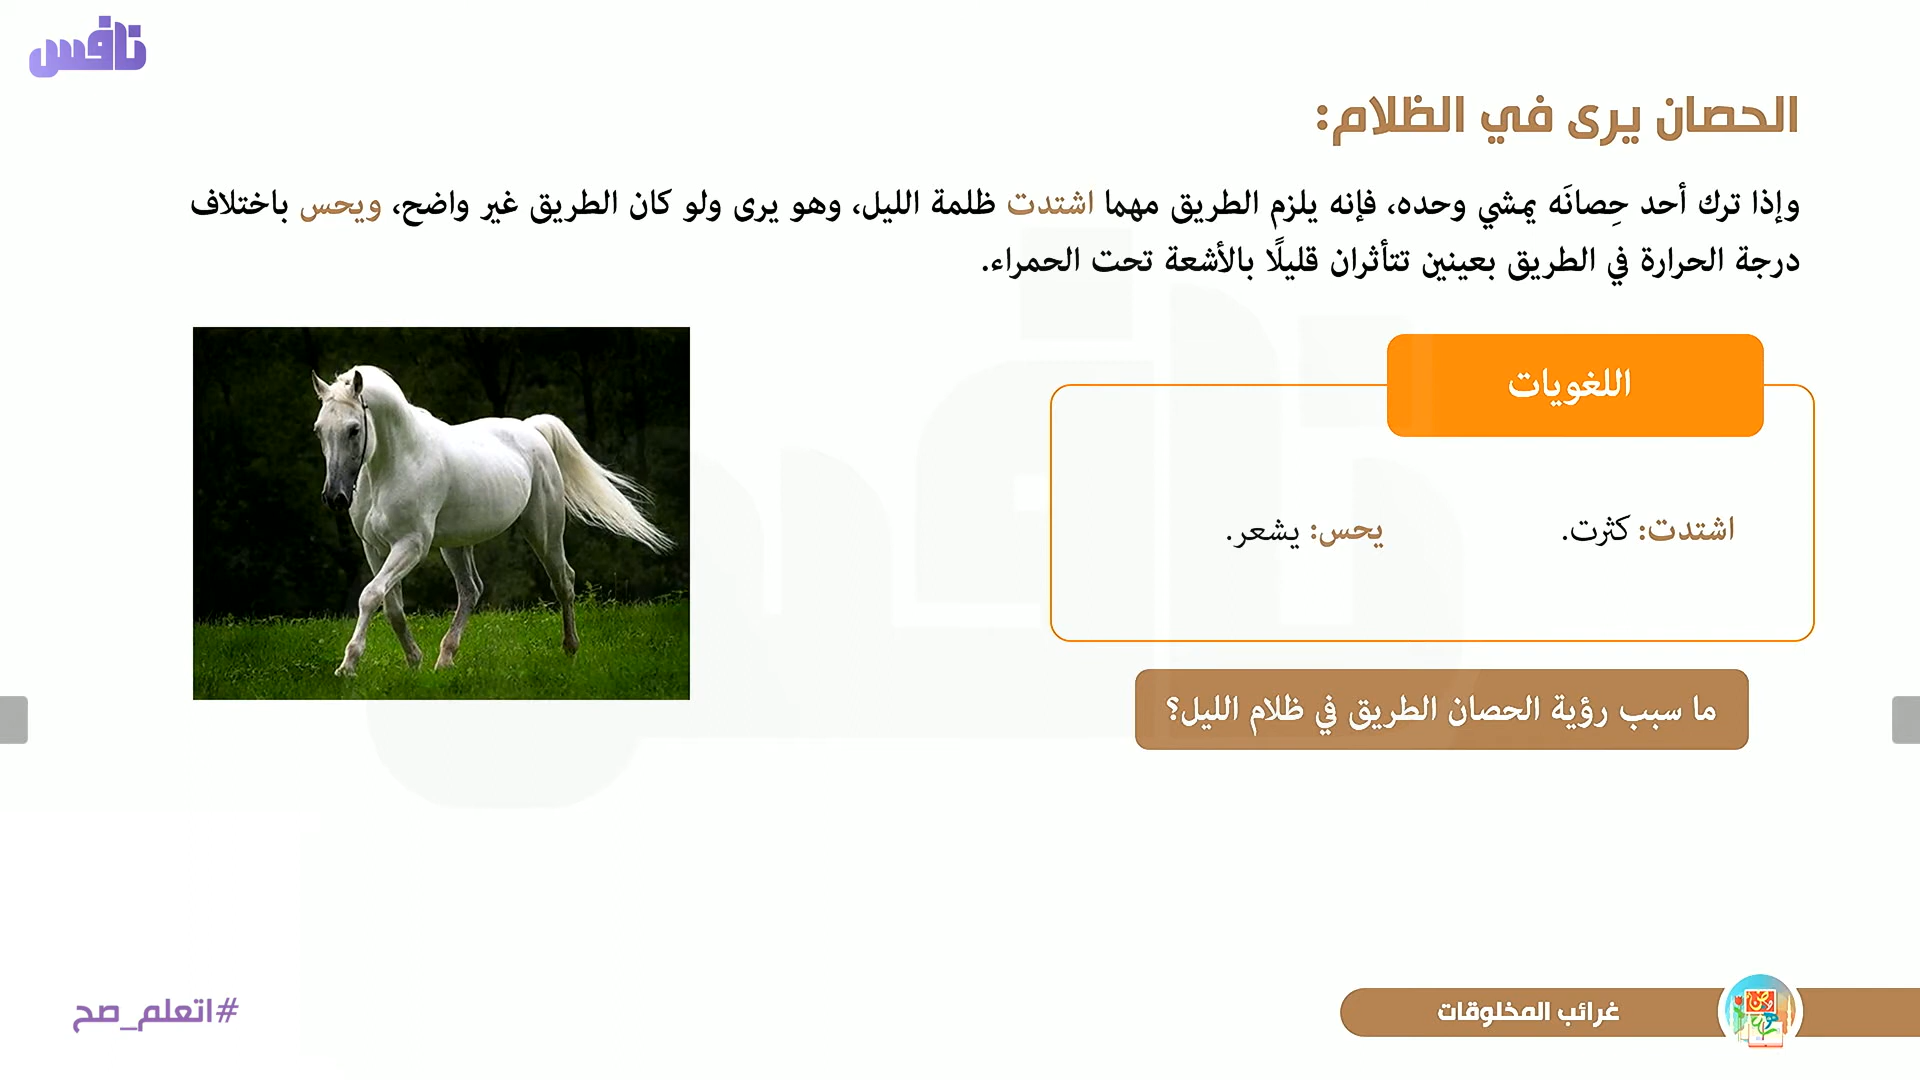 نافس
الحصان يرى في الظلام:
وإذا ترك أحد حِصانَه يمشي وحده، فإنه يلزم الطريق مهما اشتدت ظلمة الليل، وهو يرى ولو كان الطريق غير واضح، ويحس باختلاف
درجة الحرارة في الطريق بعينين تتأثران قليلًا بالأشعة تحت الحمراء.
اللغويات
اشتدت: كثرت. يحس: يشعر.
ما سبب رؤية الحصان الطريق في ظلام الليل؟
غرائب المخلوقات
#اتعلم_صح